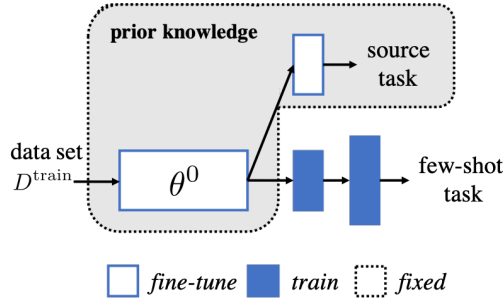 prior knowledge
source
task
data set
D^train
θ^0
few-shot
task
fine-tune
train
fixed